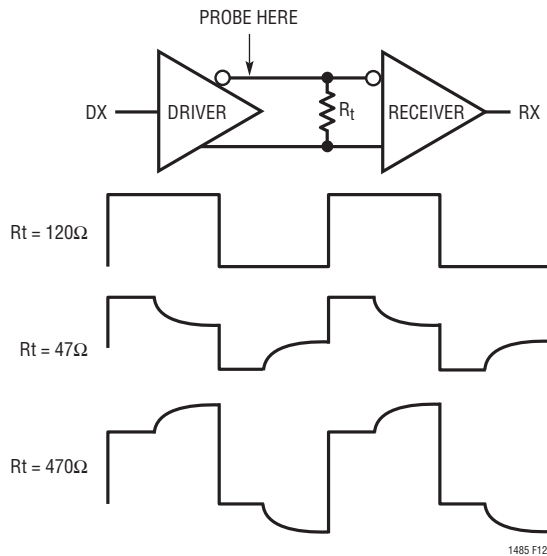 PROBE HERE
DX
DRIVER
Rt
RECEIVER
RX
Rt = 120Ω
Rt = 47Ω
Rt = 470Ω
1485 F12